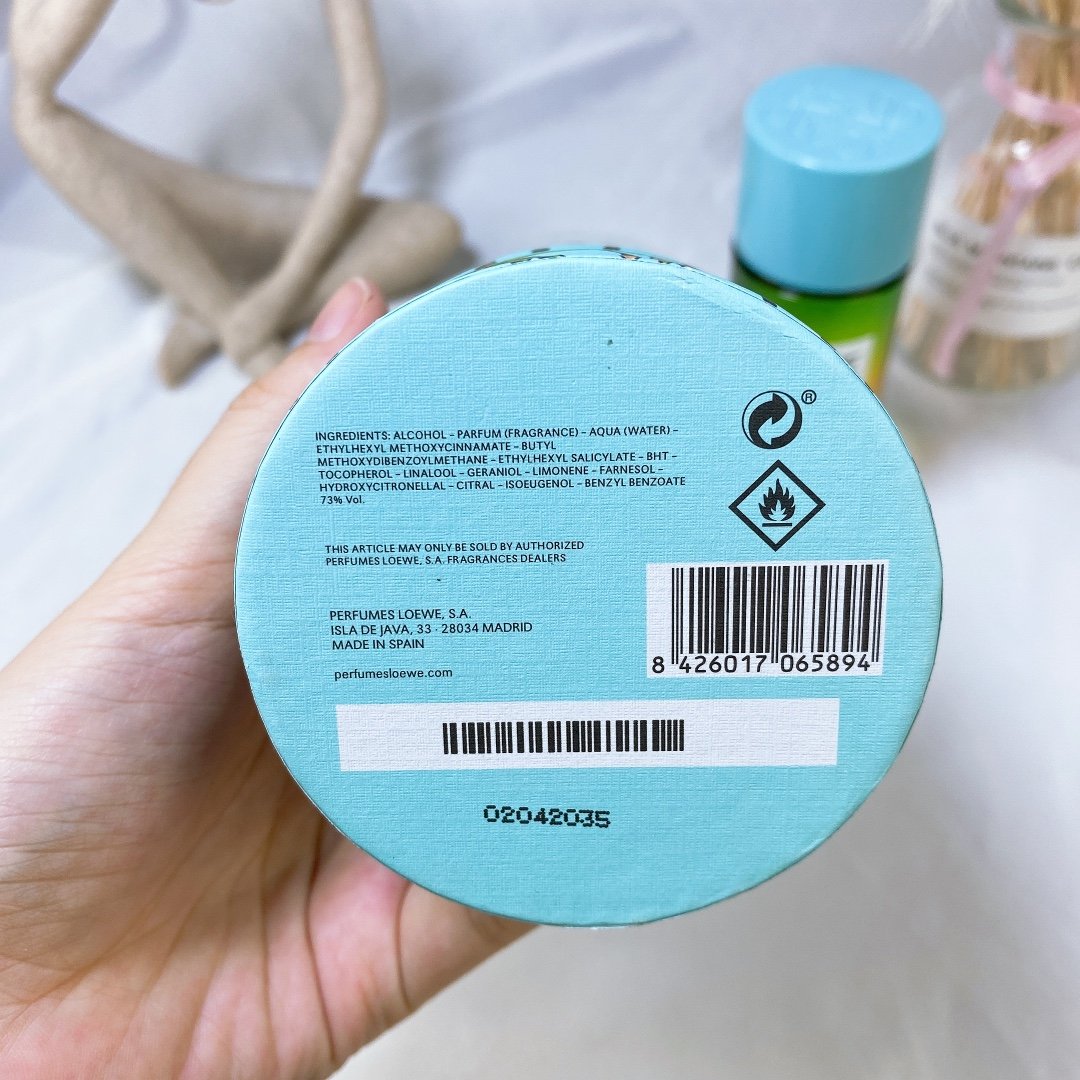 INGREDIENTS: ALCOHOL – PARFUM (FRAGRANCE) – AQUA (WATER) –
ETHYLHEXYL METHOXYCINNAMATE – BUTYL
METHOXYDIBENZOYLMETHANE – ETHYLHEXYL SALICYLATE – BHT –
TOCOPHEROL – LINALOOL – GERANIOL – LIMONENE – FARNESOL –
HYDROXYCITRONELLAL – CITRAL – ISOEUGENOL – BENZYL BENZOATE
73% Vol.
®
THIS ARTICLE MAY ONLY BE SOLD BY AUTHORIZED
PERFUMES LOEWE, S.A. FRAGRANCES DEALERS
PERFUMES LOEWE, S.A.
ISLA DE JAVA, 33 · 28034 MADRID
MADE IN SPAIN
perfumesloewe.com
8 426017 065894
02042035